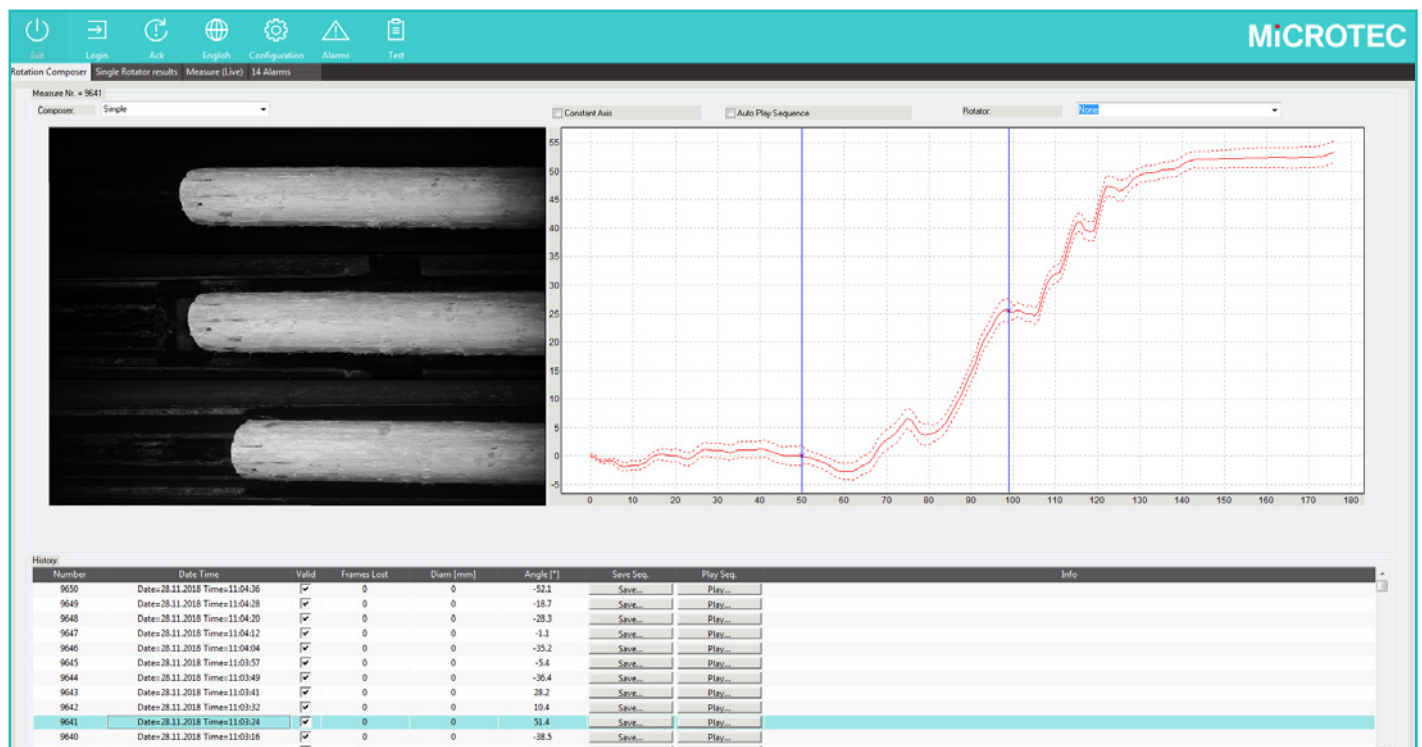 MiCROTEC
Exit Login Ack English Configuration Alarms Test
Rotation Composer Single Rotator results Measure (Live) 14 Alarms
Measure Nr. = 9641
Composer: Simple Constant Axis Auto Play Sequence Rotator: None
55
50
45
40
35
30
25
20
15
10
5
0
-5
0 10 20 30 40 50 60 70 80 90 100 110 120 130 140 150 160 170 180
History:
Number Date Time Valid Frames Lost Diam [mm] Angle [°] Save Seq. Play Seq. Info
9650 Date=28.11.2018 Time=11:04:36 0 0 -52.1 Save... Play...
9649 Date=28.11.2018 Time=11:04:28 0 0 -18.7 Save... Play...
9648 Date=28.11.2018 Time=11:04:20 0 0 -28.3 Save... Play...
9647 Date=28.11.2018 Time=11:04:12 0 0 -1.1 Save... Play...
9646 Date=28.11.2018 Time=11:04:04 0 0 -35.2 Save... Play...
9645 Date=28.11.2018 Time=11:03:57 0 0 -5.4 Save... Play...
9644 Date=28.11.2018 Time=11:03:49 0 0 -36.4 Save... Play...
9643 Date=28.11.2018 Time=11:03:41 0 0 28.2 Save... Play...
9642 Date=28.11.2018 Time=11:03:32 0 0 10.4 Save... Play...
9641 Date=28.11.2018 Time=11:03:24 0 0 51.4 Save... Play...
9640 Date=28.11.2018 Time=11:03:16 0 0 -38.5 Save... Play...